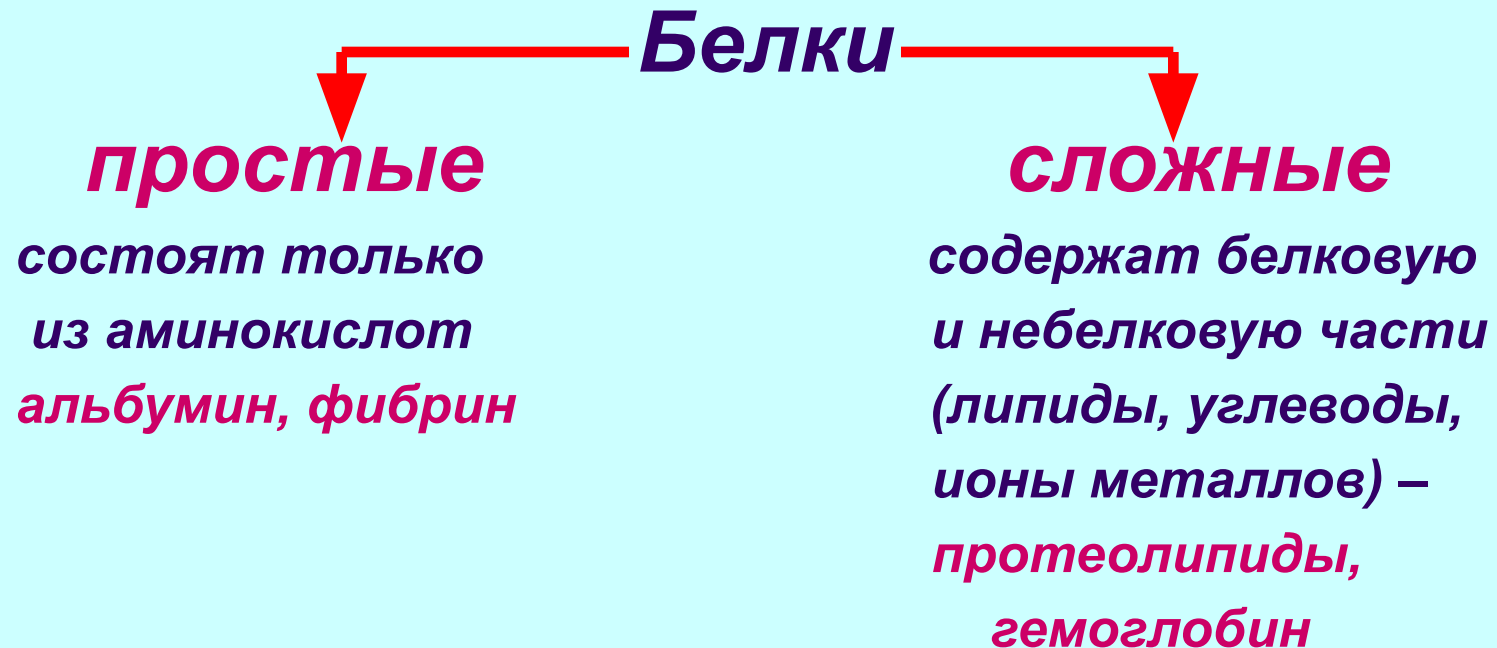 Белки
простые
состоят только
из аминокислот
альбумин, фибрин
сложные
содержат белковую
и небелковую части
(липиды, углеводы,
ионы металлов) –
протеолипиды,
гемоглобин